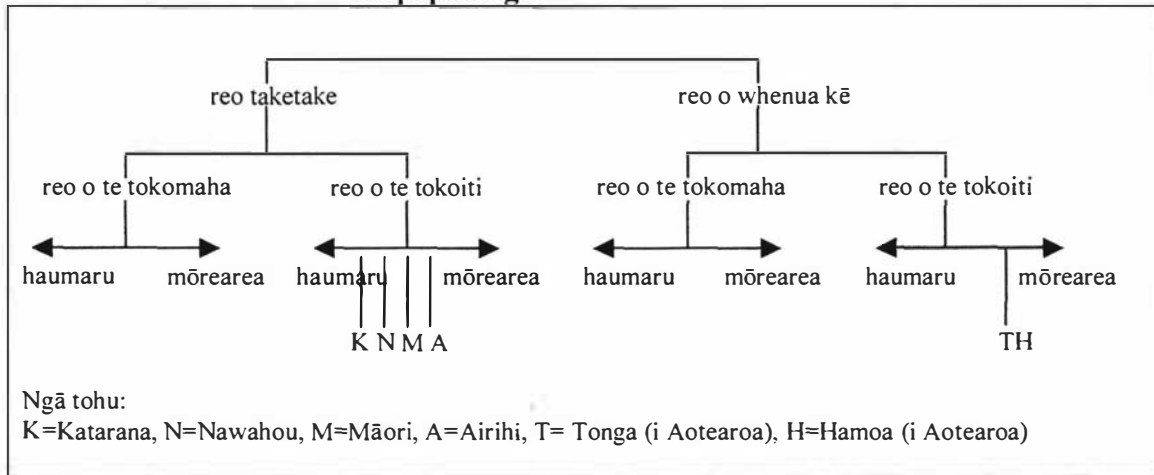 reo taketake reo o whenua kē
reo o te tokomaha reo o te tokoiti reo o te tokomaha reo o te tokoiti
haumaru mōrearea haumaru mōrearea haumaru mōrearea haumaru mōrearea
K N M A TH
Ngā tohu:
K=Katarana, N=Nawahou, M=Māori, A=Airihi, T= Tonga (i Aotearoa), H=Hamoa (i Aotearoa)